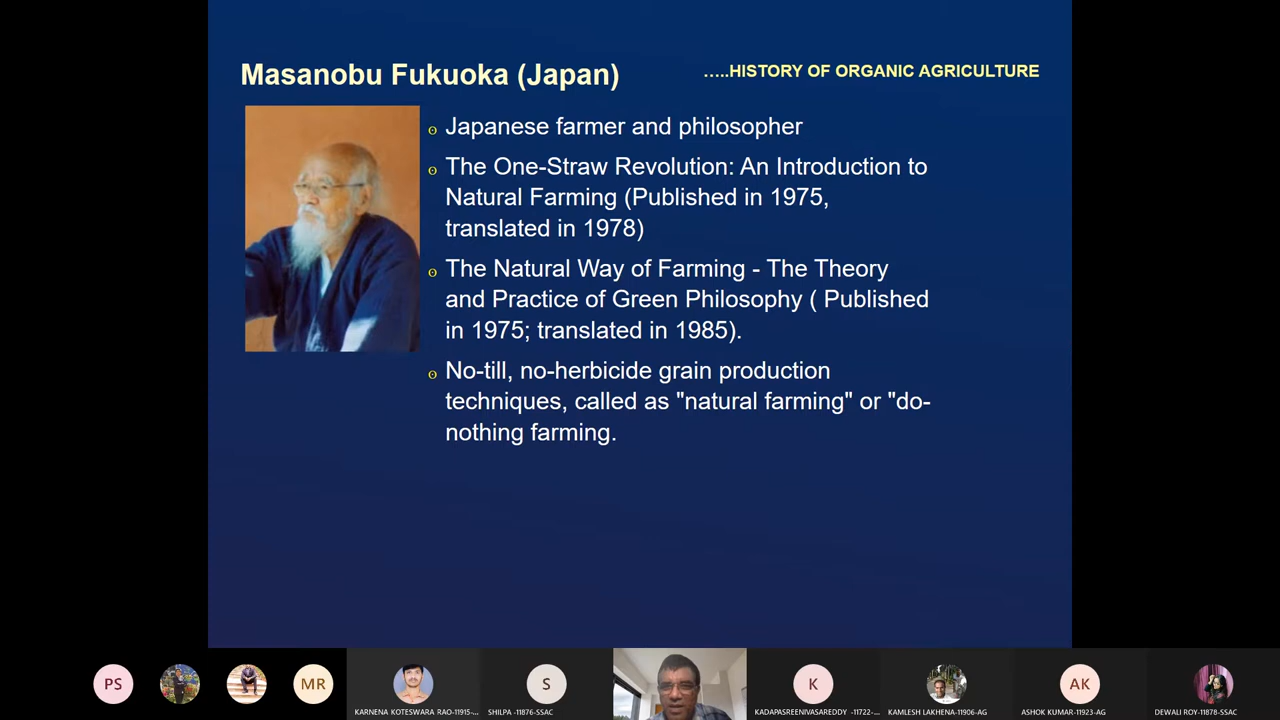 Masanobu Fukuoka (Japan)
…..HISTORY OF ORGANIC AGRICULTURE
Japanese farmer and philosopher
The One-Straw Revolution: An Introduction to
Natural Farming (Published in 1975,
translated in 1978)
The Natural Way of Farming - The Theory
and Practice of Green Philosophy ( Published
in 1975; translated in 1985).
No-till, no-herbicide grain production
techniques, called as "natural farming" or "do-
nothing farming.
PS
MR
S
K
AK
KARNENA KOTESWARA RAO-11915-...
SHILPA -11876-SSAC
KADAPASREENIVASAREDDY -11722-...
KAMLESH LAKHENA-11906-AG
ASHOK KUMAR-11923-AG
DEWALI ROY-11878-SSAC